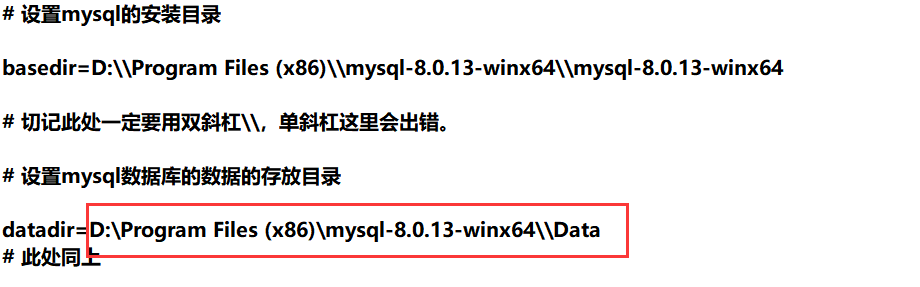 # 设置mysql的安装目录
basedir=D:\\Program Files (x86)\\mysql-8.0.13-winx64\\mysql-8.0.13-winx64
# 切记此处一定要用双斜杠\\，单斜杠这里会出错。
# 设置mysql数据库的数据的存放目录
datadir=D:\Program Files (x86)\mysql-8.0.13-winx64\\Data
# 此处同上